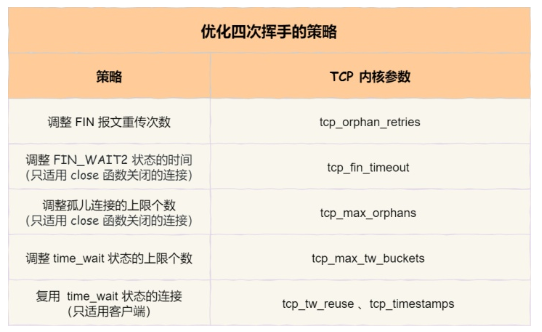 优化四次挥手的策略
策略
TCP 内核参数
调整 FIN 报文重传次数
tcp_orphan_retries
调整 FIN_WAIT2 状态的时间
（只适用 close 函数关闭的连接）
tcp_fin_timeout
调整孤儿连接的上限个数
（只适用 close 函数关闭的连接）
tcp_max_orphans
调整 time_wait 状态的上限个数
tcp_max_tw_buckets
复用 time_wait 状态的连接
（只适用客户端）
tcp_tw_reuse 、tcp_timestamps